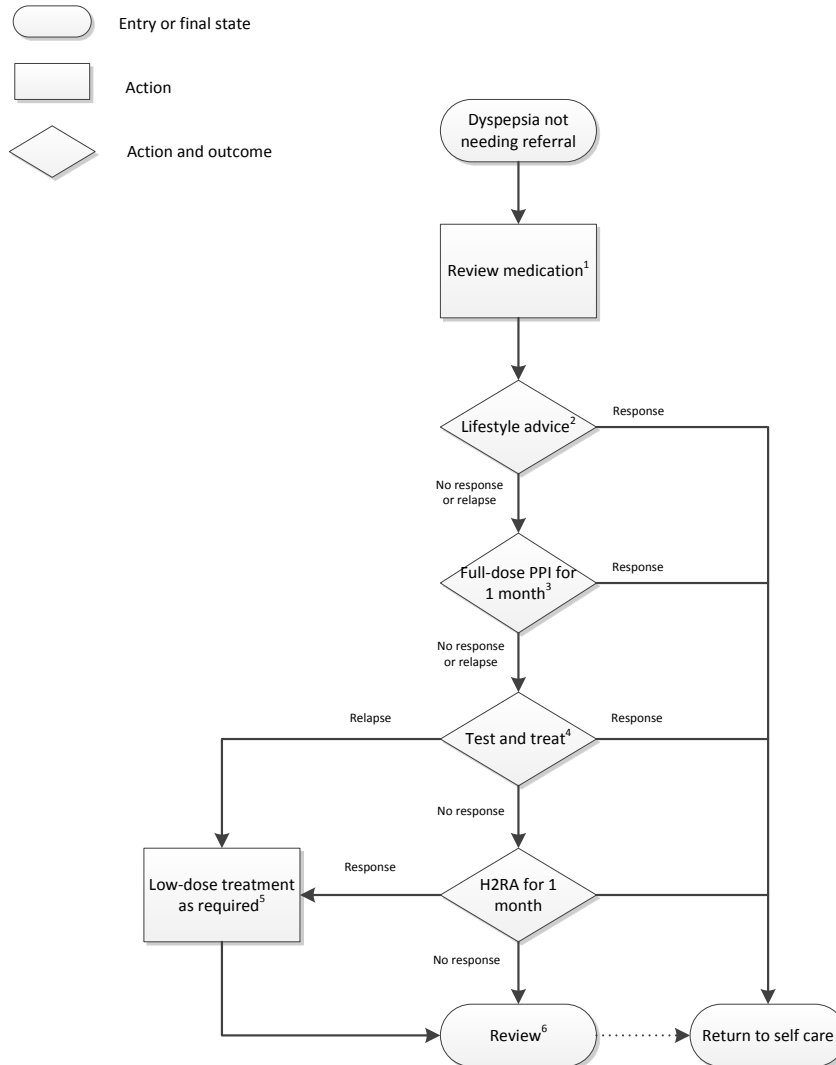 Entry or final state
Action
Action and outcome
Dyspepsia not
needing referral
Review medication¹
Lifestyle advice²
Response
No response
or relapse
Full-dose PPI for
1 month³
Response
No response
or relapse
Relapse
Test and treat⁴
Response
No response
Low-dose treatment
as required⁵
Response
H2RA for 1
month
No response
Review⁶
Return to self care